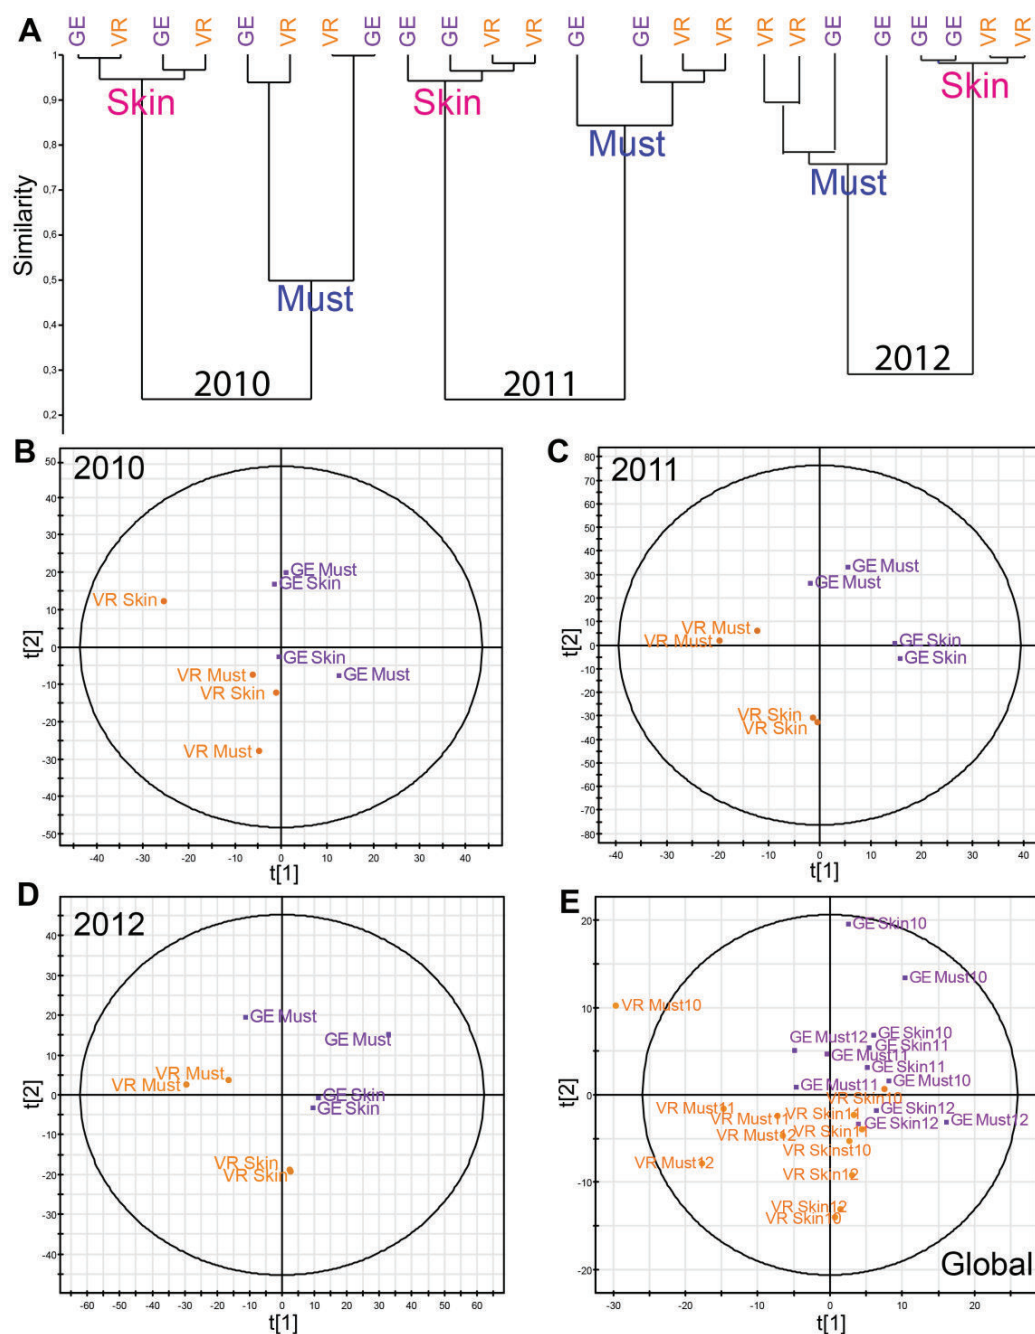 A
GE VR GE VR GE VR VR GE GE GE VR VR GE GE VR VR VR VR GE GE GE GE VR VR
Similarity
1
0,9
0,8
0,7
0,6
0,5
0,4
0,3
0,2
Skin
Must
2010
Skin
Must
2011
Must
Skin
2012
B
2010
50
40
30
20
10
0
-10
-20
-30
-40
-50
t[2]
GE Must
GE Skin
VR Skin
GE Skin
VR Must
GE Must
VR Skin
VR Must
-40 -30 -20 -10 0 10 20 30 40
t[1]
C
2011
80
70
60
50
40
30
20
10
0
-10
-20
-30
-40
-50
-60
-70
-80
t[2]
GE Must
GE Must
VR Must
VR Must
GE Skin
GE Skin
VR Skin
VR Skin
-40 -30 -20 -10 0 10 20 30 40
t[1]
D
2012
40
30
20
10
0
-10
-20
-30
-40
t[2]
GE Must
GE Must
VR Must
VR Must
GE Skin
GE Skin
VR Skin
VR Skin
-60 -50 -40 -30 -20 -10 0 10 20 30 40 50 60
t[1]
E
20
10
0
-10
-20
t[2]
GE Skin10
GE Must10
VR Must10
GE Must12
GE Skin10
GE Skin11
GE Must11
GE Skin11
GE Must11
GE Must10
VR Skin10
VR Must11
VR Must11
VR Skin11
GE Skin12
GE Must12
GE Skin12
VR Must12
VR Skin11
VR Skinst10
VR Must12
VR Skin12
VR Skin12
VR Skin10
Global
-30 -20 -10 0 10 20
t[1]